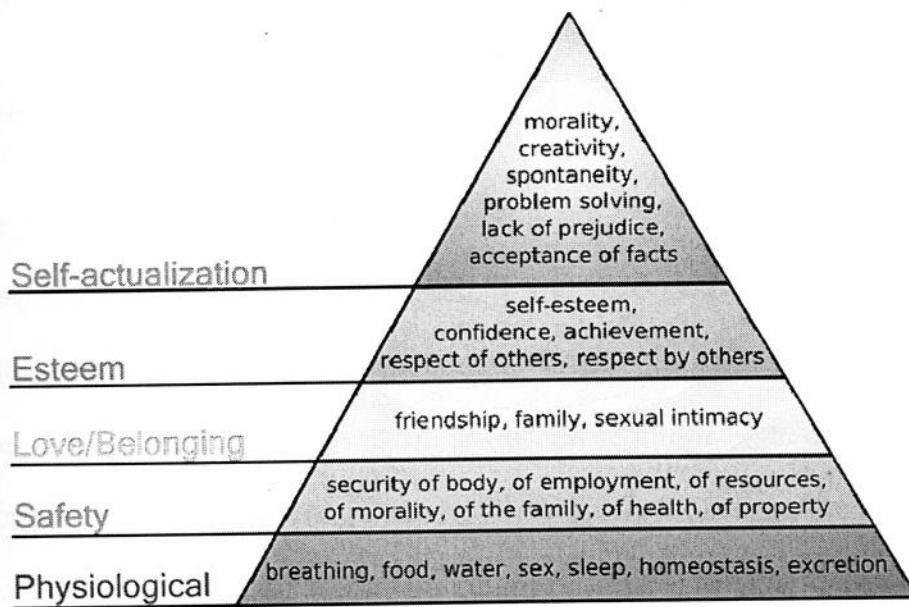 morality,
creativity,
spontaneity,
problem solving,
lack of prejudice,
acceptance of facts
Self-actualization
self-esteem,
confidence, achievement,
respect of others, respect by others
Esteem
friendship, family, sexual intimacy
Love/Belonging
security of body, of employment, of resources,
of morality, of the family, of health, of property
Safety
Physiological
breathing, food, water, sex, sleep, homeostasis, excretion